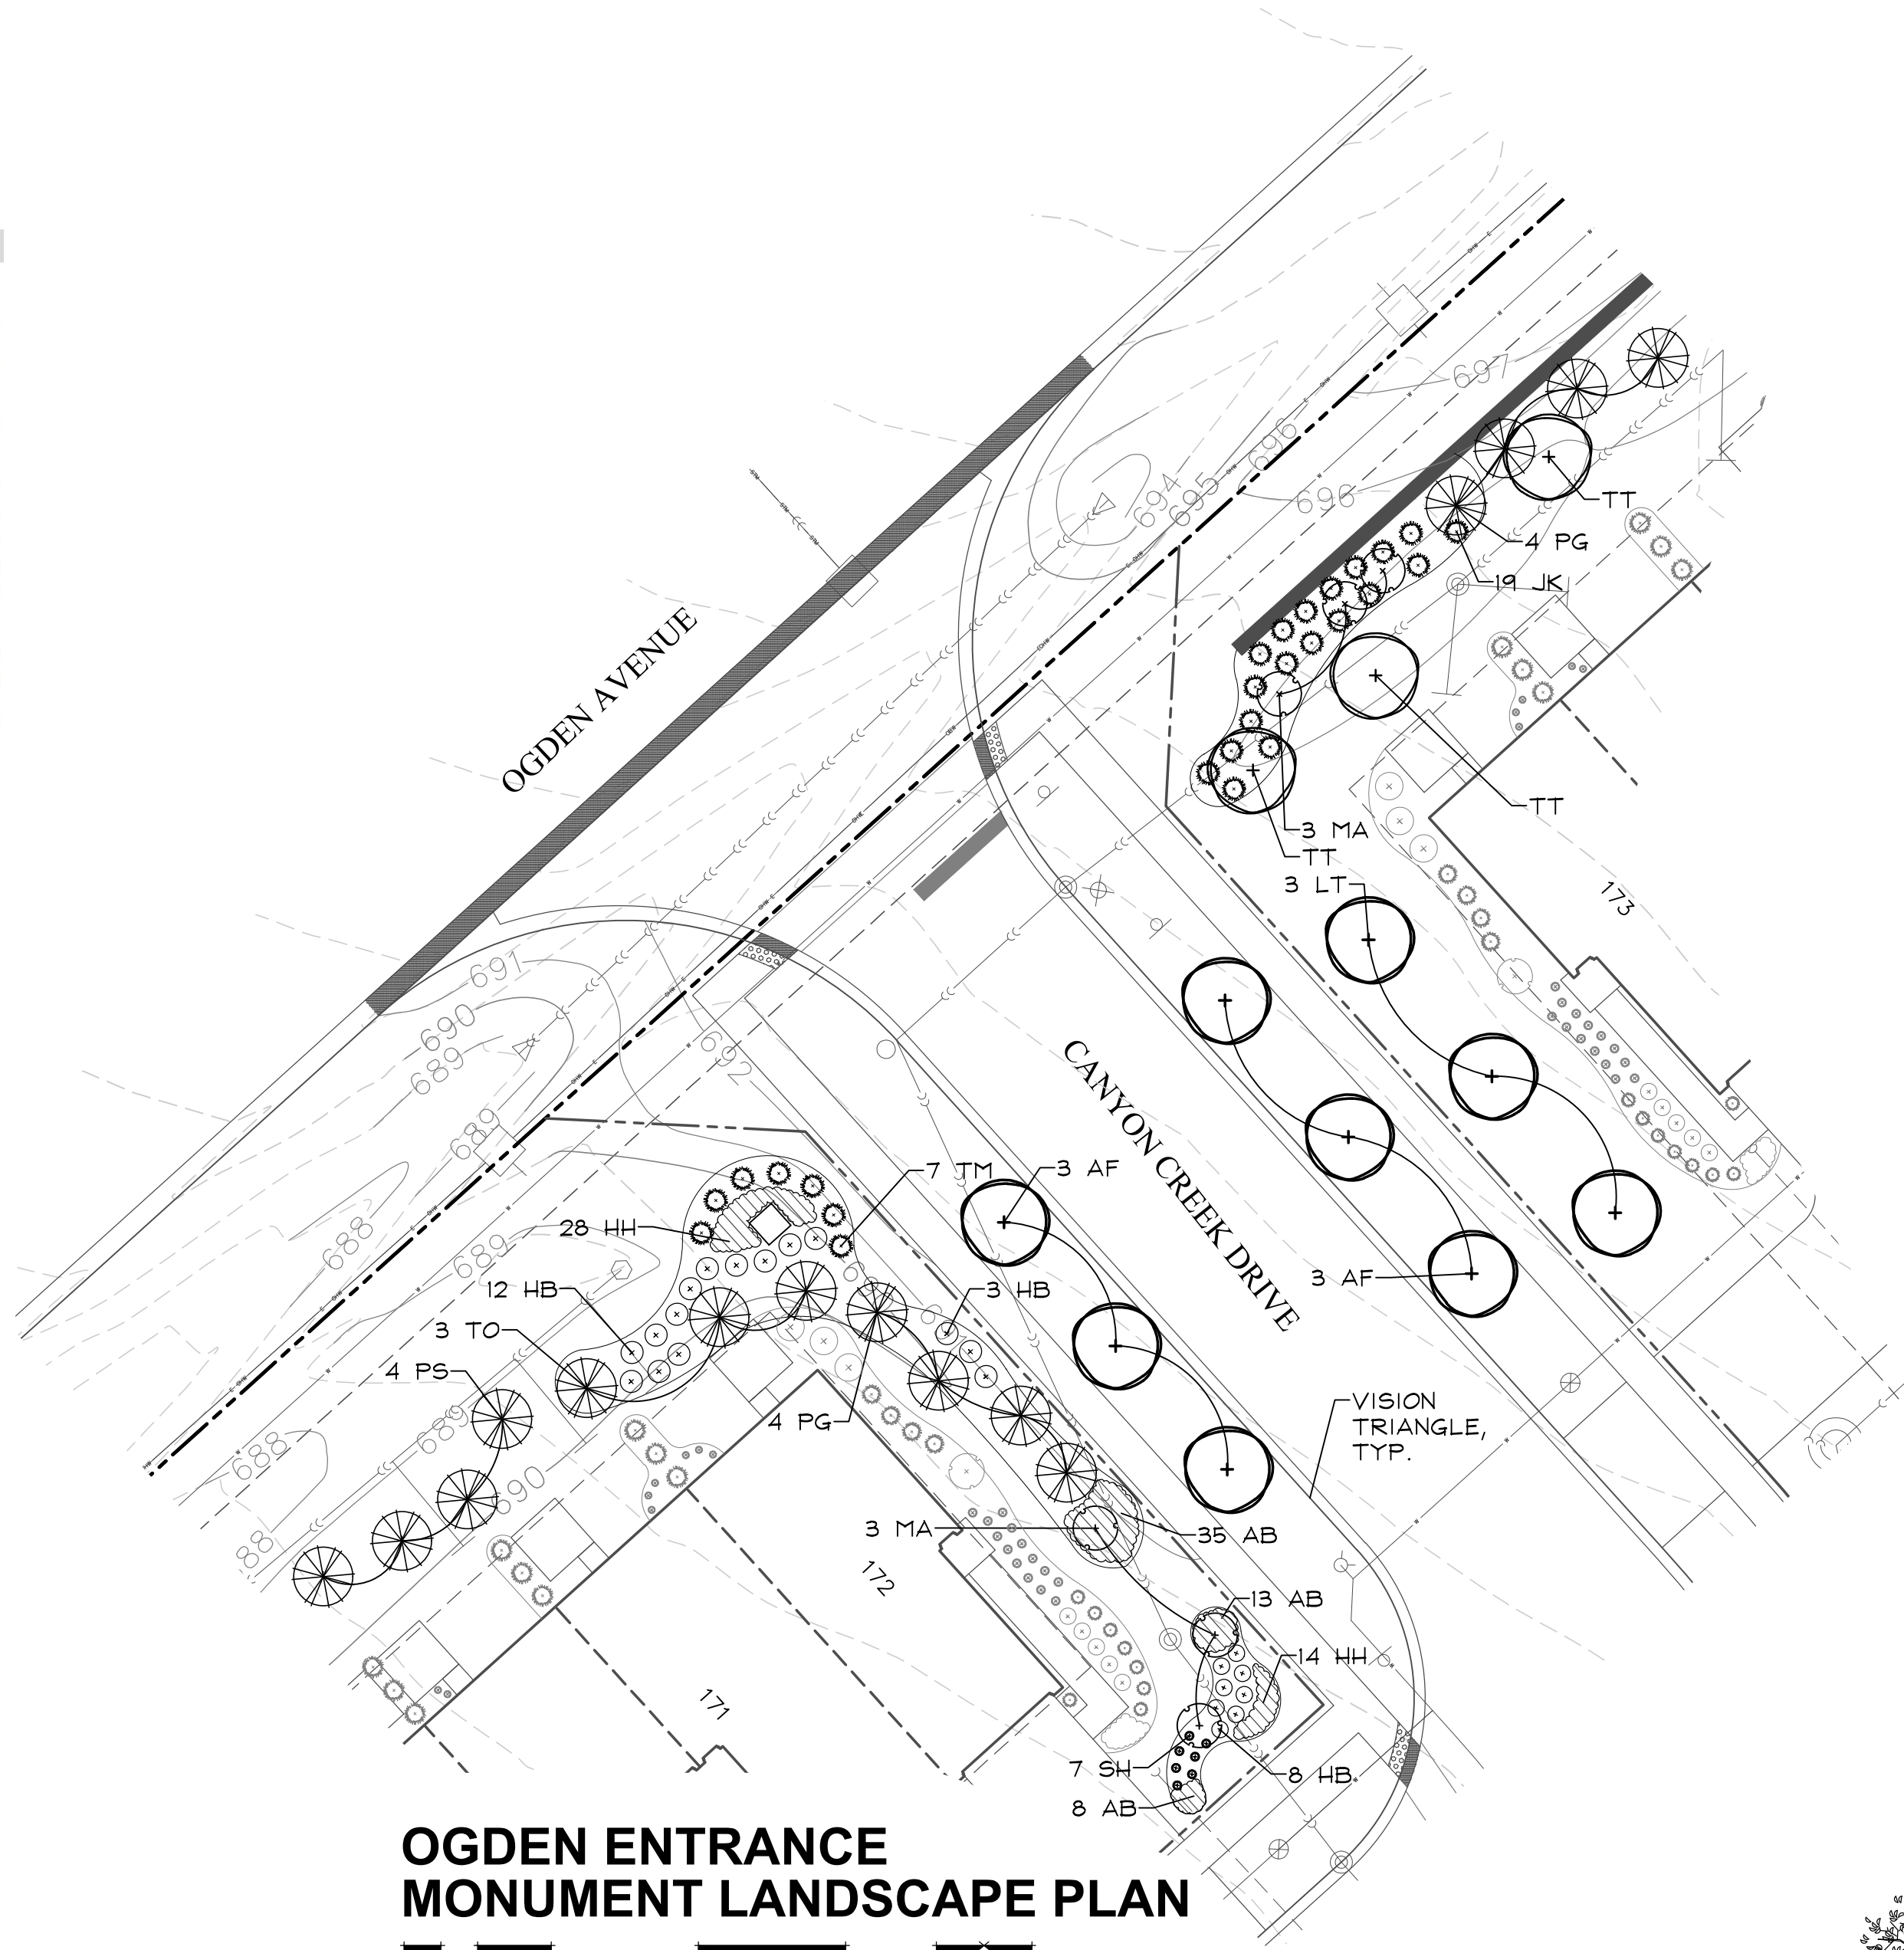 697
696
696
695
694
TT
4 PG
19 JK
OGDEN AVENUE
TT
3 MA
TT
3 LT
173
691
690
689
692
689
CANYON CREEK DRIVE
7 TM
3 AF
688
28 HH
689
3 AF
12 HB
3 HB
3 TO
4 PS
4 PG
VISION
TRIANGLE,
TYP.
689
688
690
3 MA
35 AB
88
172
13 AB
14 HH
171
7 SH
8 HB
8 AB
OGDEN ENTRANCE
MONUMENT LANDSCAPE PLAN